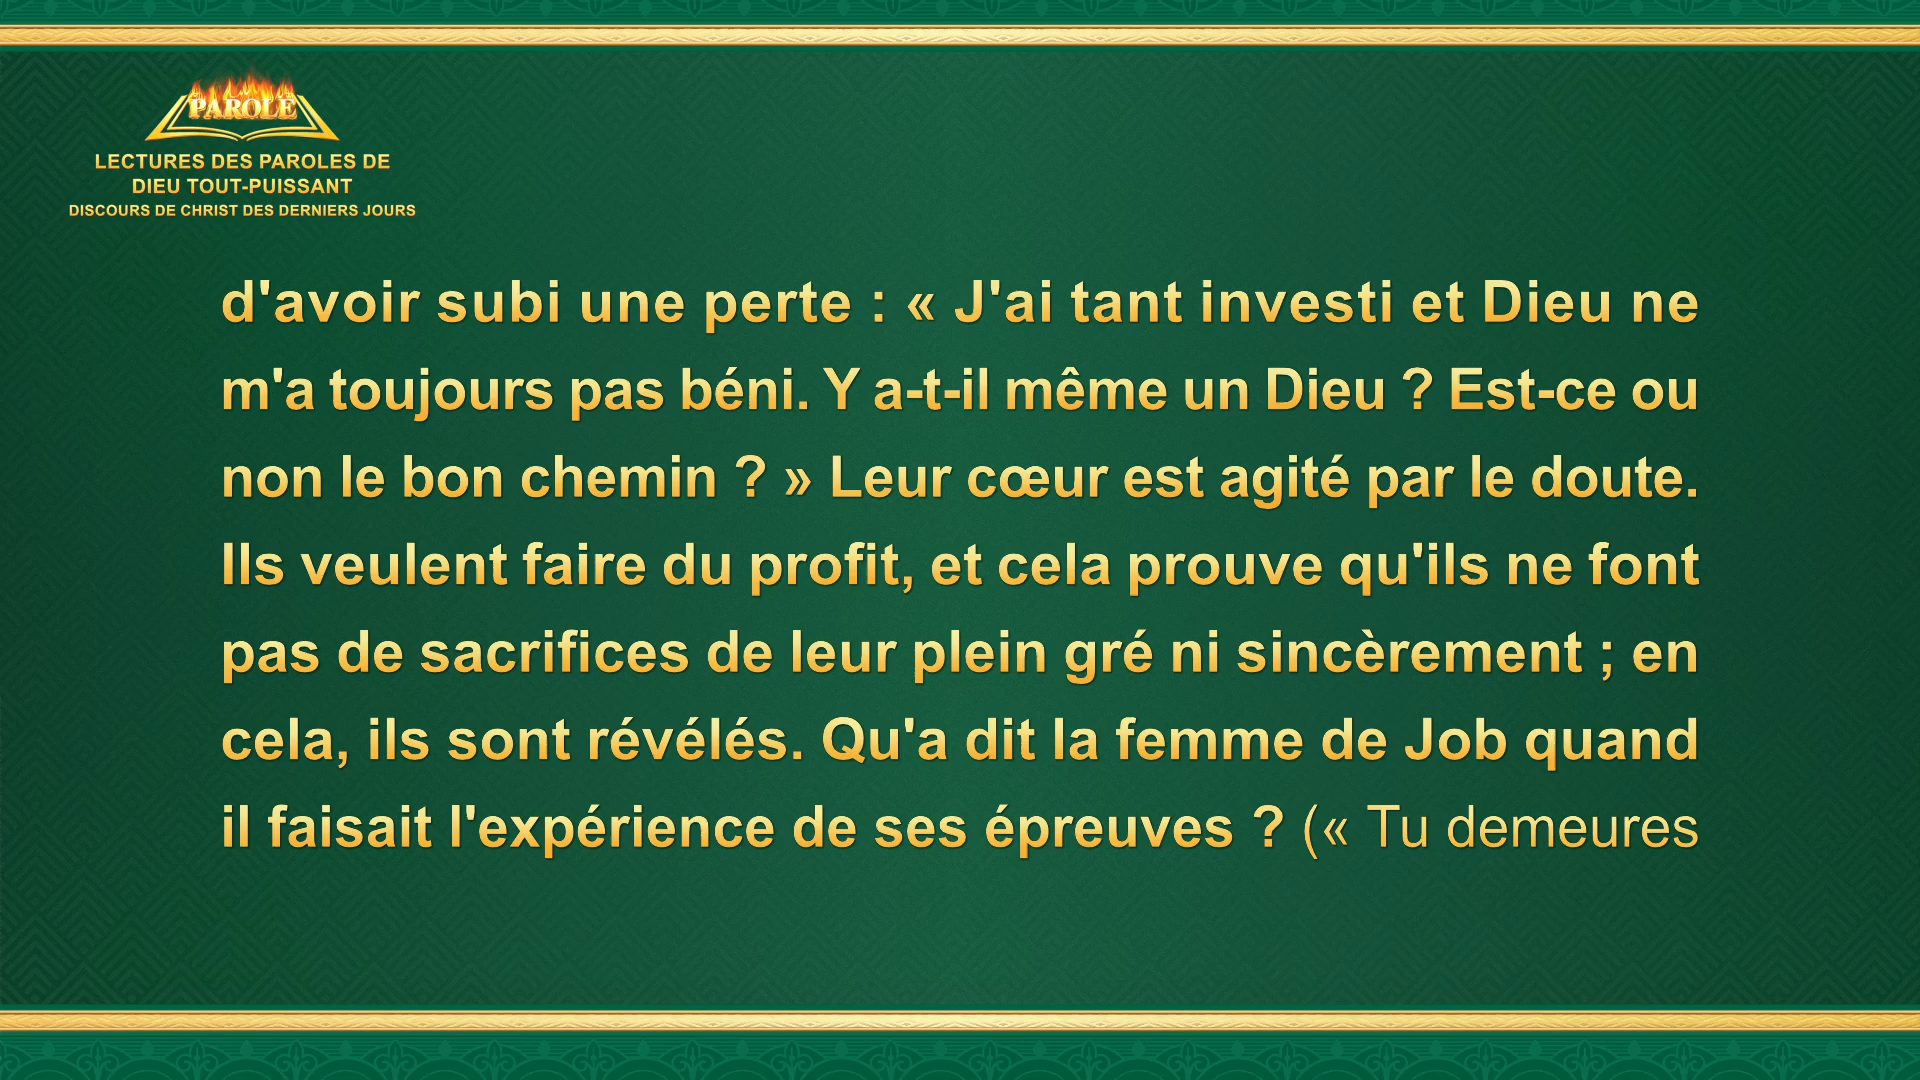 PAROLE
LECTURES DES PAROLES DE
DIEU TOUT-PUISSANT
DISCOURS DE CHRIST DES DERNIERS JOURS
d'avoir subi une perte : « J'ai tant investi et Dieu ne
m'a toujours pas béni. Y a-t-il même un Dieu ? Est-ce ou
non le bon chemin ? » Leur cœur est agité par le doute.
Ils veulent faire du profit, et cela prouve qu'ils ne font
pas de sacrifices de leur plein gré ni sincèrement ; en
cela, ils sont révélés. Qu'a dit la femme de Job quand
il faisait l'expérience de ses épreuves ? (« Tu demeures